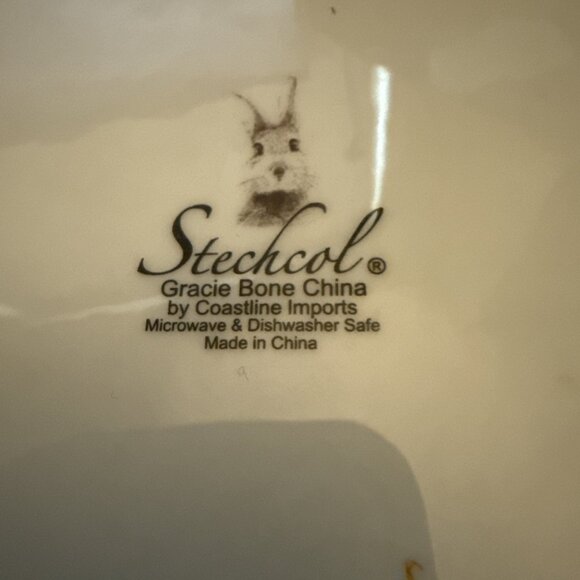 Stechcol®
Gracie Bone China
by Coastline Imports
Microwave & Dishwasher Safe
Made in China